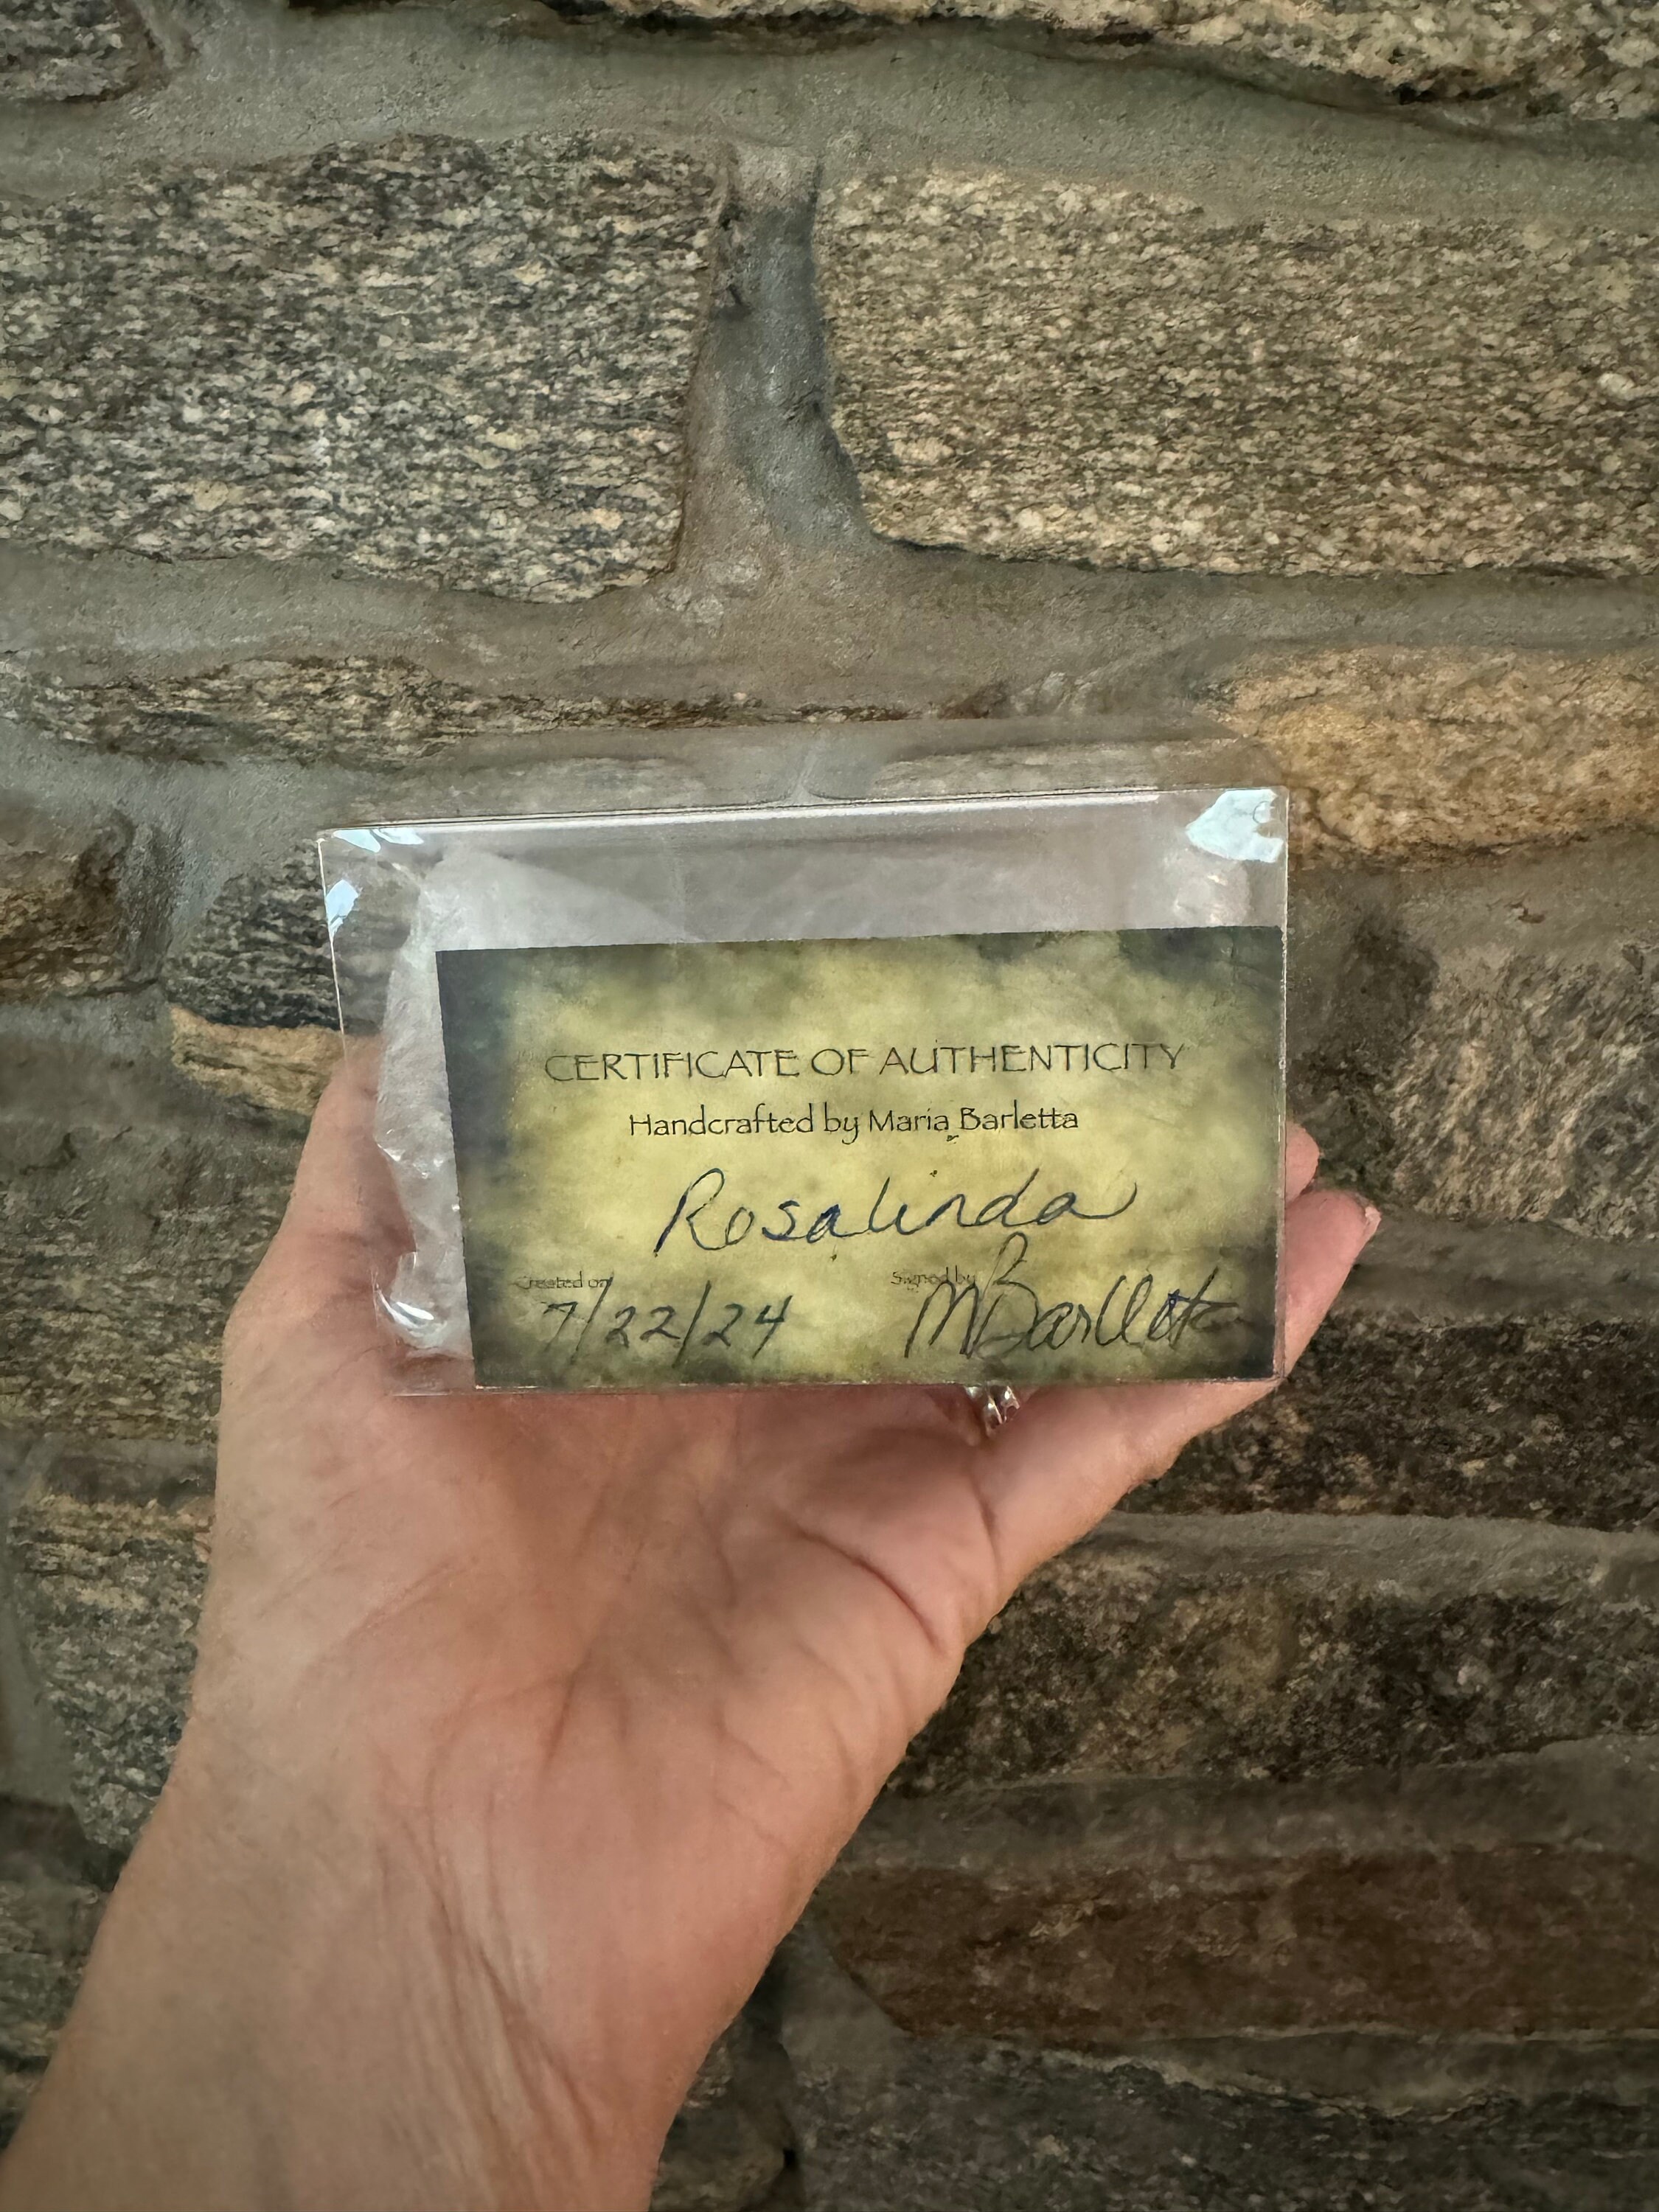 CERTIFICATE OF AUTHENTICITY
Handcrafted by Maria Barletta
Rosalinda
Created on 7/22/24
Signed by MBarletta